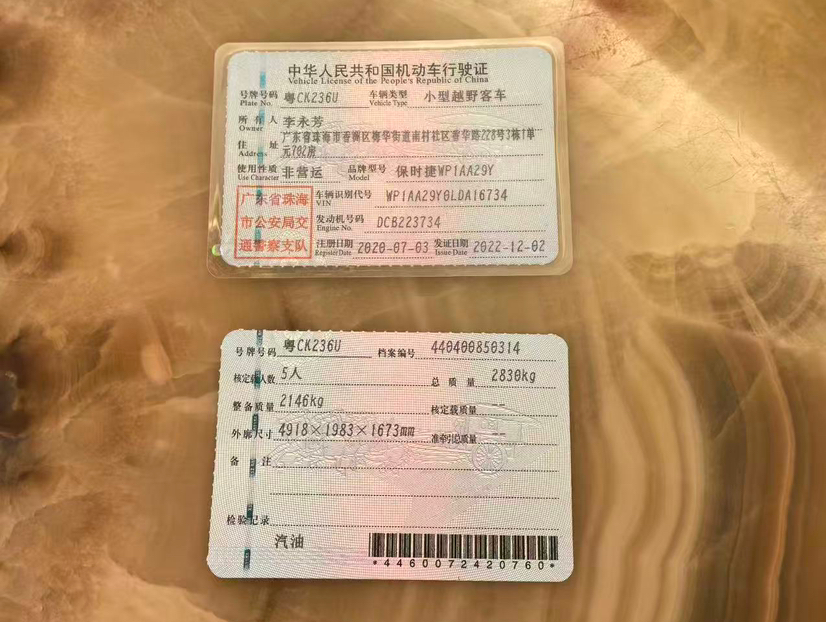 中华人民共和国机动车行驶证
Vehicle License of the People's Republic of China
号牌号码 粤CK236U 车辆类型 小型越野客车
Plate No. Vehicle Type
所有人 李永芳
Owner
住址 广东省珠海市香洲区梅华街道南村社区香华路228号3栋1单
Address 元702房
使用性质 非营运 品牌型号 保时捷WP1AA29Y
Use Character Model
广东省珠海
市公安局交
通警察支队
车辆识别代号 WP1AA29Y6LDA16734
VIN
发动机号码 DCB223734
Engine No.
注册日期 2020-07-03 发证日期 2022-12-02
Register Date Issue Date
号牌号码 粤CK236U 档案编号 440400850314
核定载人数 5人 总质量 2830kg
整备质量 2146kg 核定载质量 --
外廓尺寸 4918×1983×1673mm 准牵引总质量 --
备注
检验记录
汽油
*4460072420760*